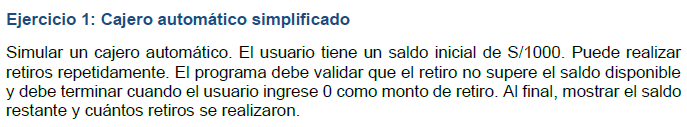 Ejercicio 1: Cajero automático simplificado
Simular un cajero automático. El usuario tiene un saldo inicial de S/1000. Puede realizar
retiros repetidamente. El programa debe validar que el retiro no supere el saldo disponible
y debe terminar cuando el usuario ingrese 0 como monto de retiro. Al final, mostrar el saldo
restante y cuántos retiros se realizaron.